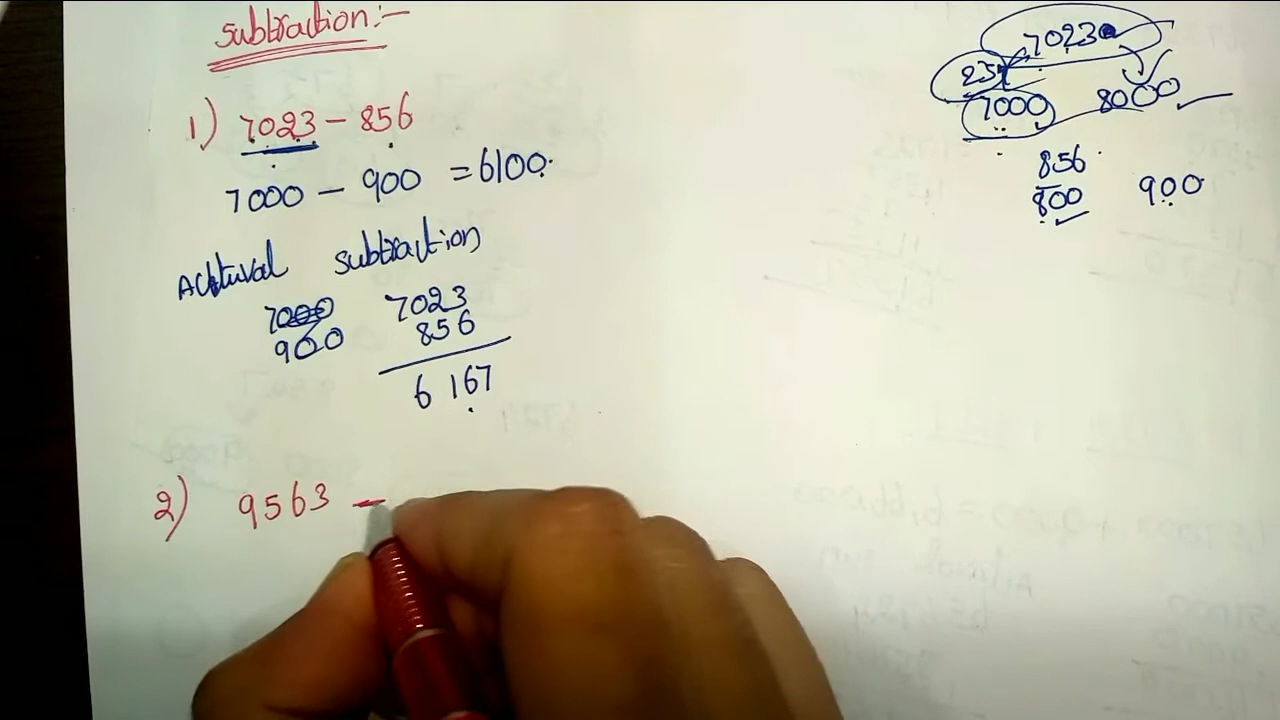 subtraction:-
1) 7023 - 856
7000 - 900 = 6100
Actuval subtraction
7000
900
7023
856
6 167
2) 9563 -
7023
23
7000 8000
856
800 900